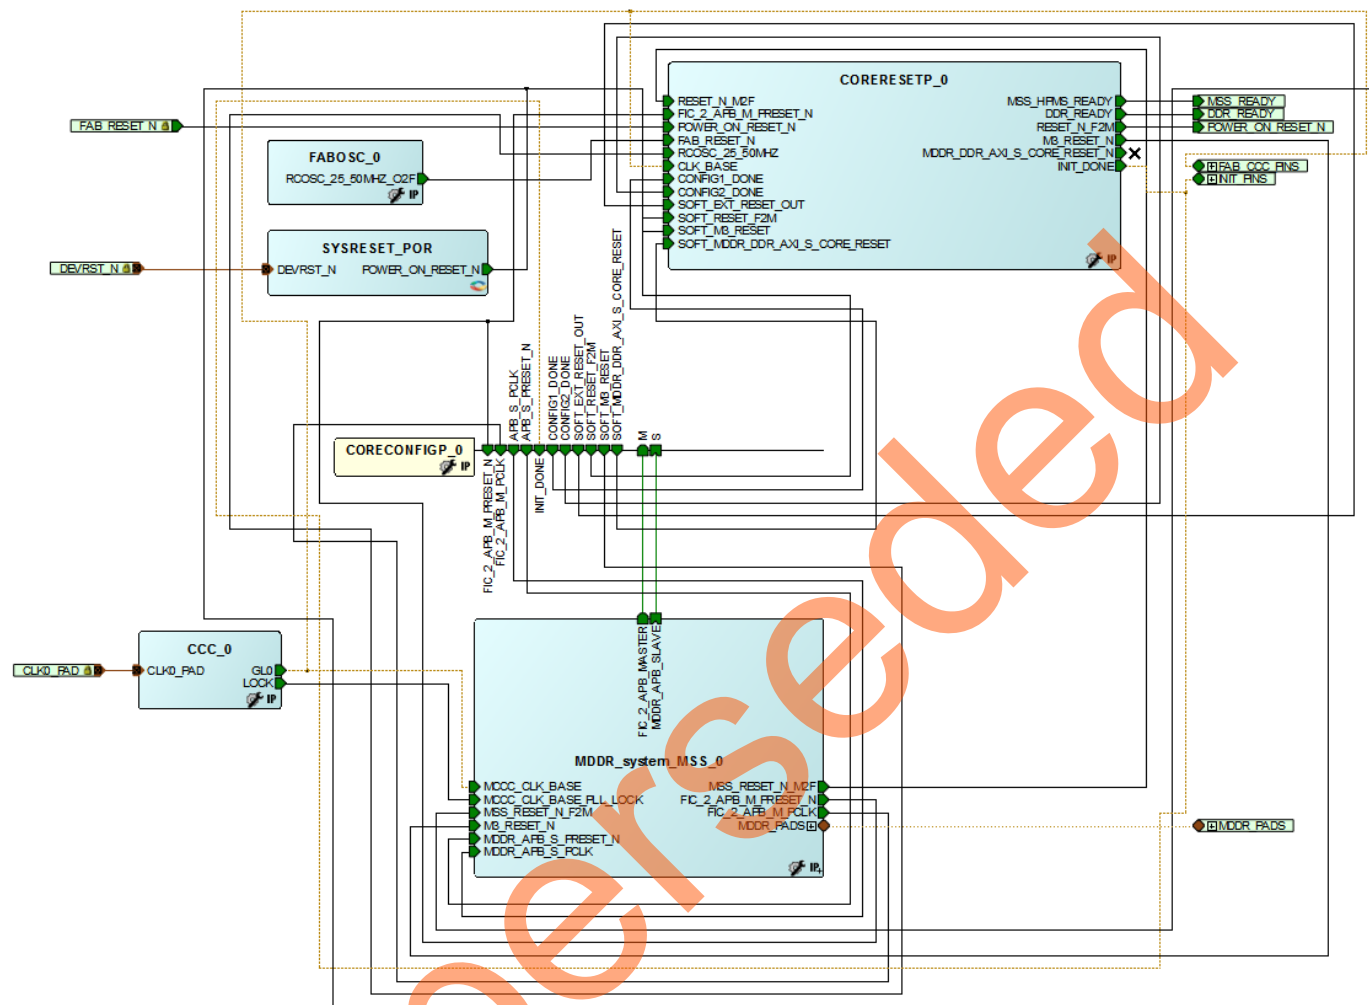 CORERESETP_0
RESET_N_M2F
FIC_2_APB_M_PRESET_N
POWER_ON_RESET_N
FAB_RESET_N
RCOSC_25_50MHZ
CLK_BASE
CONFIG1_DONE
CONFIG2_DONE
SOFT_EXT_RESET_OUT
SOFT_RESET_F2M
SOFT_M3_RESET
SOFT_MDDR_DDR_AXI_S_CORE_RESET
MSS_HPMS_READY
DDR_READY
RESET_N_F2M
M3_RESET_N
MDDR_DDR_AXI_S_CORE_RESET_N
INIT_DONE
IP
MSS_READY
DDR_READY
POWER_ON_RESET_N
FAB_CCC_PINS
INIT_PINS
FAB_RESET_N
FABOSC_0
RCOSC_25_50MHZ_O2F
IP
SYSRESET_POR
DEVRST_N
DEVRST_N
POWER_ON_RESET_N
CORECONFIGP_0
IP
FIC_2_APB_M_PRESET_N
FIC_2_APB_M_PCLK
APB_S_PCLK
APB_S_PRESET_N
INIT_DONE
CONFIG1_DONE
CONFIG2_DONE
SOFT_EXT_RESET_OUT
SOFT_RESET_F2M
SOFT_M3_RESET
SOFT_MDDR_DDR_AXI_S_CORE_RESET
M
S
CCC_0
CLK0_PAD
CLK0_PAD
GL0
LOCK
IP
FIC_2_APB_MASTER
MDDR_APB_SLAVE
MDDR_system_MSS_0
MCCC_CLK_BASE
MCCC_CLK_BASE_PLL_LOCK
MSS_RESET_N_F2M
M3_RESET_N
MDDR_APB_S_PRESET_N
MDDR_APB_S_PCLK
MSS_RESET_N_M2F
FIC_2_APB_M_PRESET_N
FIC_2_APB_M_PCLK
MDDR_PADS
IP+
MDDR_PADS
perseded